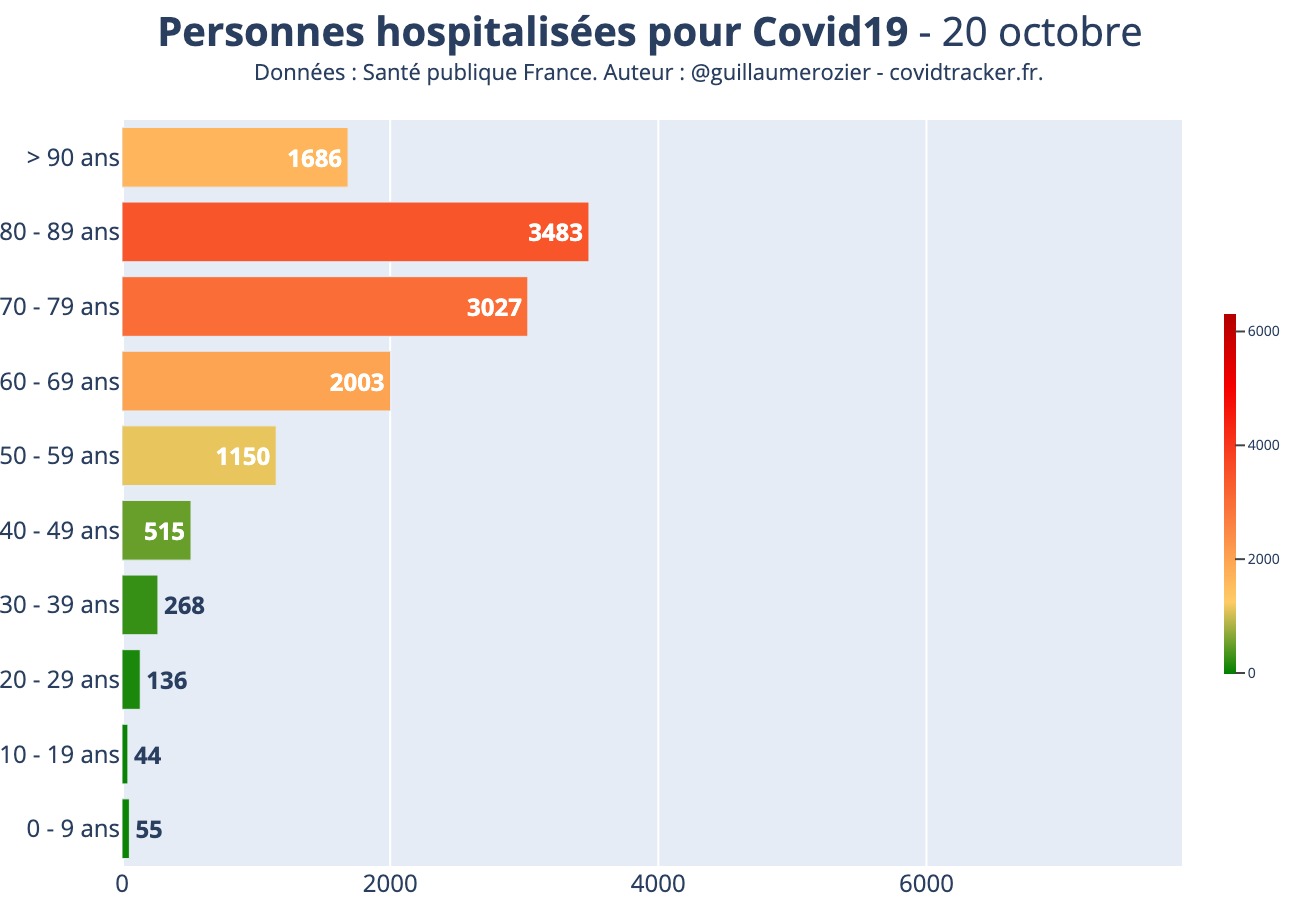 Personnes hospitalisées pour Covid19 - 20 octobre
Données : Santé publique France. Auteur : @guillaumerozier - covidtracker.fr.
> 90 ans 1686
80 - 89 ans 3483
70 - 79 ans 3027
60 - 69 ans 2003
50 - 59 ans 1150
40 - 49 ans 515
30 - 39 ans 268
20 - 29 ans 136
10 - 19 ans 44
0 - 9 ans 55
0 2000 4000 6000
6000
4000
2000
0